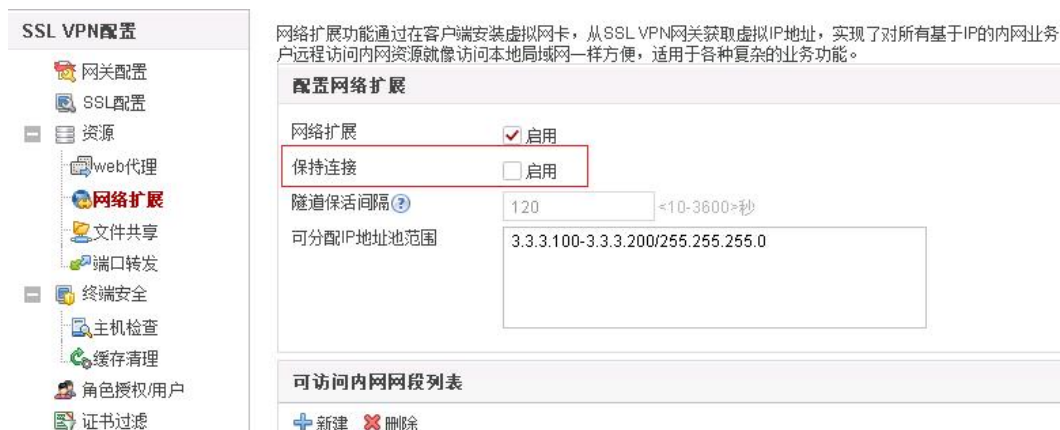 SSL VPN配置
网关配置
SSL配置
资源
web代理
网络扩展
文件共享
端口转发
终端安全
主机检查
缓存清理
角色授权/用户
证书过滤
网络扩展功能通过在客户端安装虚拟网卡，从SSL VPN网关获取虚拟IP地址，实现了对所有基于IP的内网业务
户远程访问内网资源就像访问本地局域网一样方便，适用于各种复杂的业务功能。
配置网络扩展
网络扩展 启用
保持连接 启用
隧道保活间隔 120 <10-3600>秒
可分配IP地址池范围 3.3.3.100-3.3.3.200/255.255.255.0
可访问内网网段列表
新建 删除